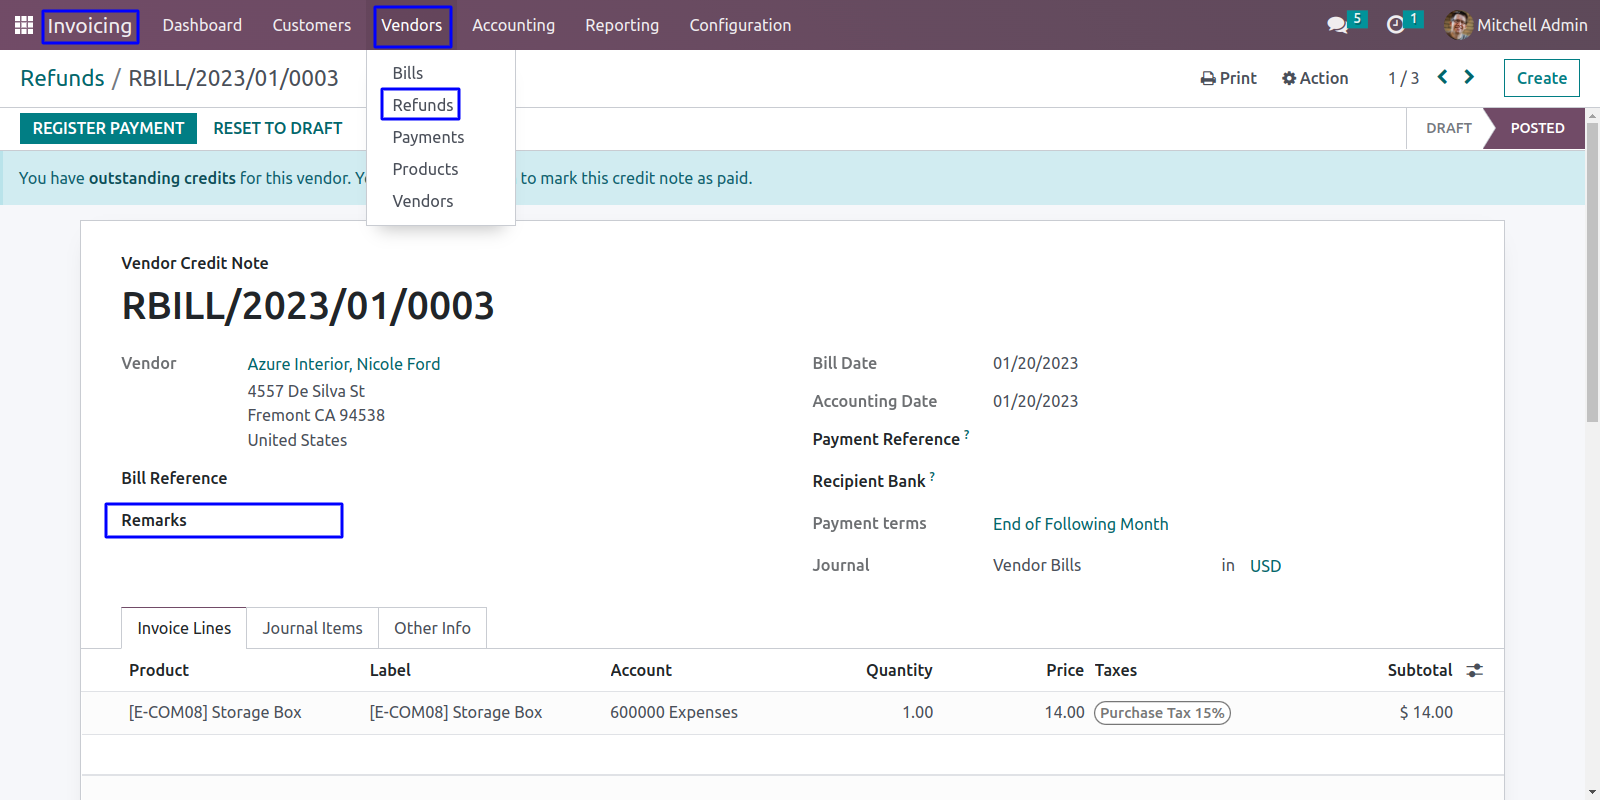 Invoicing Dashboard Customers Vendors Accounting Reporting Configuration 5 1 Mitchell Admin
Refunds / RBILL/2023/01/0003 Print Action 1 / 3 Create
Bills
Refunds
Payments
Products
Vendors
REGISTER PAYMENT RESET TO DRAFT DRAFT POSTED
You have outstanding credits for this vendor. to mark this credit note as paid.
Vendor Credit Note
RBILL/2023/01/0003
Vendor Azure Interior, Nicole Ford
4557 De Silva St
Fremont CA 94538
United States
Bill Reference
Remarks
Bill Date 01/20/2023
Accounting Date 01/20/2023
Payment Reference ?
Recipient Bank ?
Payment terms End of Following Month
Journal Vendor Bills in USD
Invoice Lines Journal Items Other Info
Product Label Account Quantity Price Taxes Subtotal
[E-COM08] Storage Box [E-COM08] Storage Box 600000 Expenses 1.00 14.00 Purchase Tax 15% $ 14.00